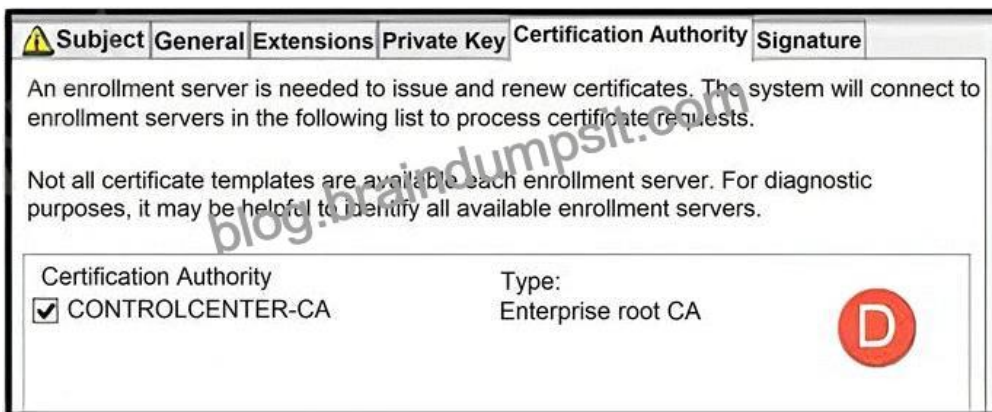 Subject General Extensions Private Key Certification Authority Signature
An enrollment server is needed to issue and renew certificates. The system will connect to
enrollment servers in the following list to process certificate requests.
Not all certificate templates are available each enrollment server. For diagnostic
purposes, it may be helpful to identify all available enrollment servers.
blog.braindumpsit.com
Certification Authority Type:
CONTROLCENTER-CA Enterprise root CA
D